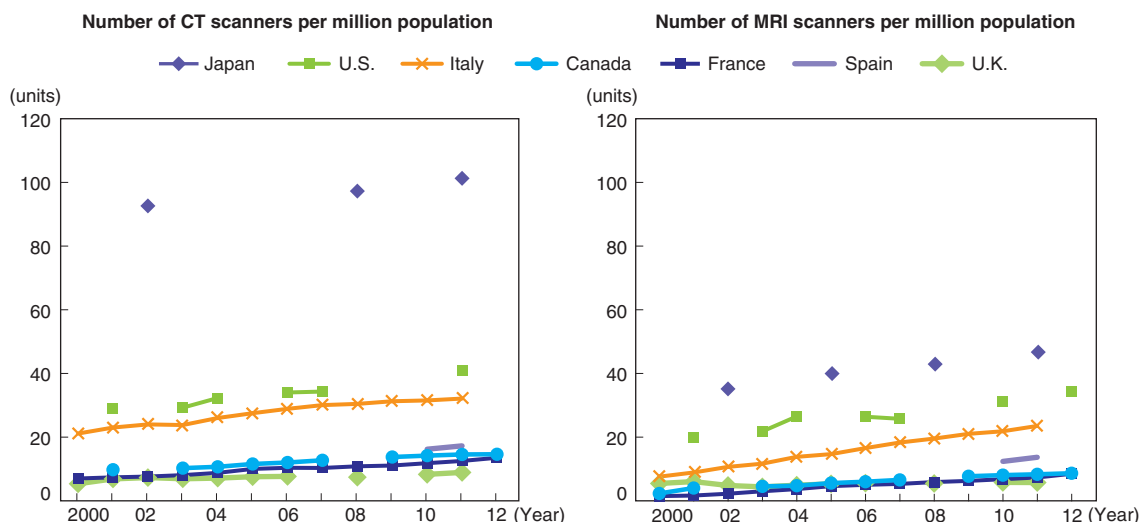 Number of CT scanners per million population
Number of MRI scanners per million population
Japan U.S. Italy Canada France Spain U.K.
(units)
120
100
80
60
40
20
0
2000 02 04 06 08 10 12 (Year)
(units)
120
100
80
60
40
20
0
2000 02 04 06 08 10 12 (Year)